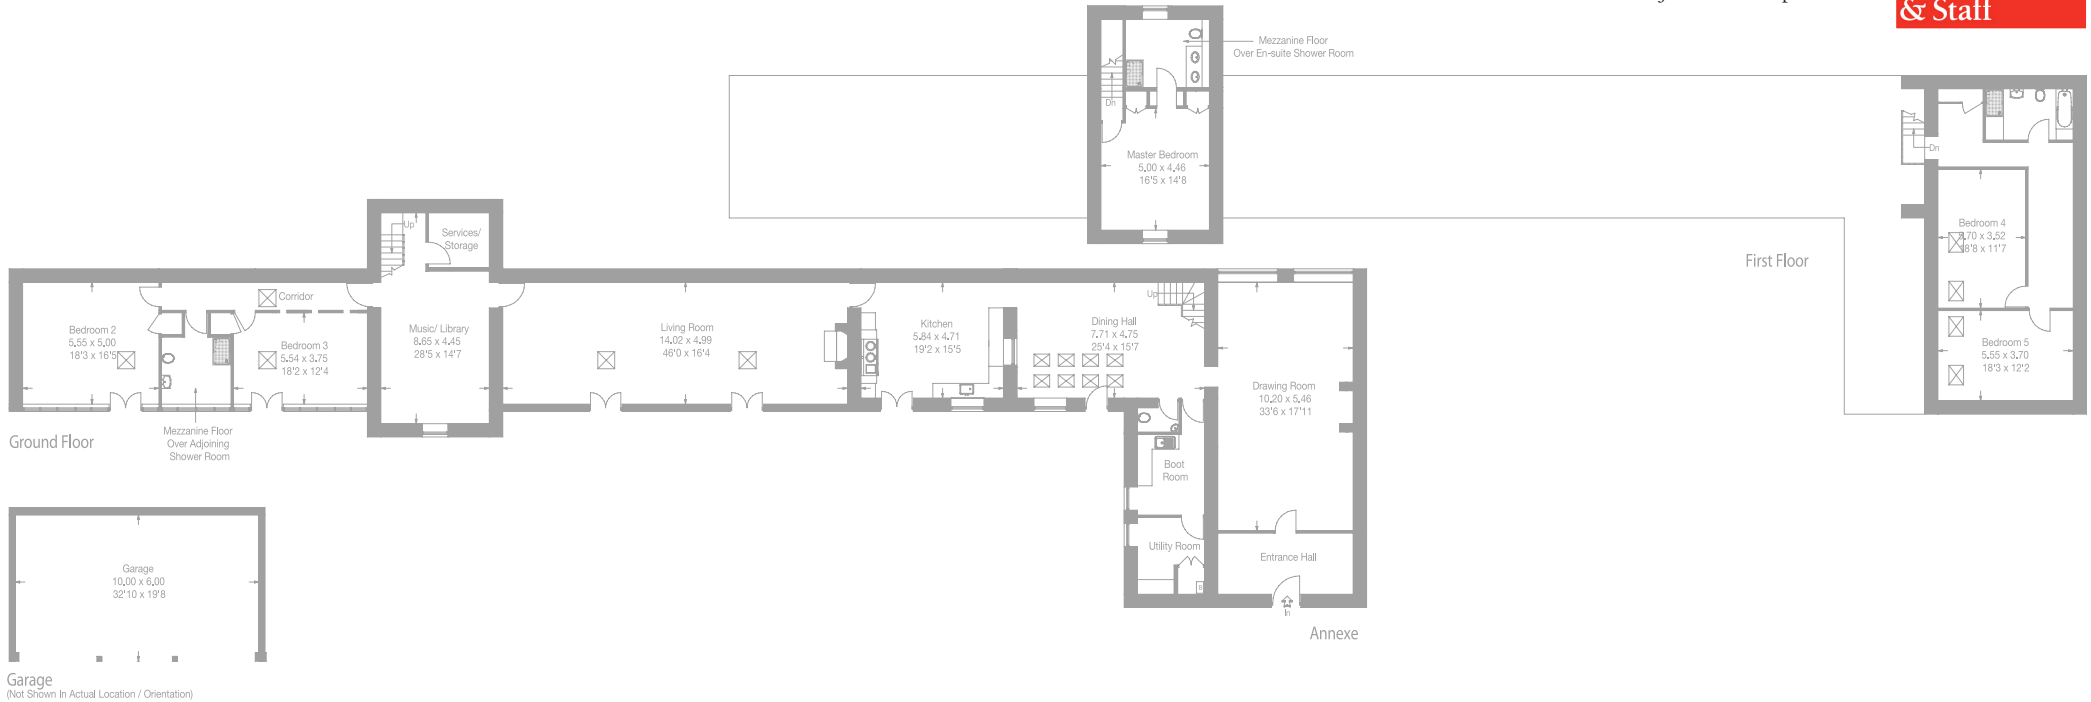 & Staff
Mezzanine Floor
Over En-suite Shower Room
Dn
Master Bedroom
5.00 x 4.46
16'5 x 14'8
Dn
Bedroom 4
x 3.52
x 11'7
Bedroom 5
5.55 x 3.70
18'3 x 12'2
First Floor
Up
Services/
Storage
Corridor
Bedroom 2
5.55 x 5.00
18'3 x 16'5
Bedroom 3
5.54 x 3.75
18'2 x 12'4
Music/ Library
8.65 x 4.45
28'5 x 14'7
Living Room
14.02 x 4.99
46'0 x 16'4
Kitchen
5.84 x 4.71
19'2 x 15'5
Up
Dining Hall
7.71 x 4.75
25'4 x 15'7
Drawing Room
10.20 x 5.46
33'6 x 17'11
Mezzanine Floor
Over Adjoining
Shower Room
Ground Floor
Boot
Room
Utility Room
B
Entrance Hall
In
Annexe
Garage
10.00 x 6.00
32'10 x 19'8
Garage
(Not Shown In Actual Location / Orientation)